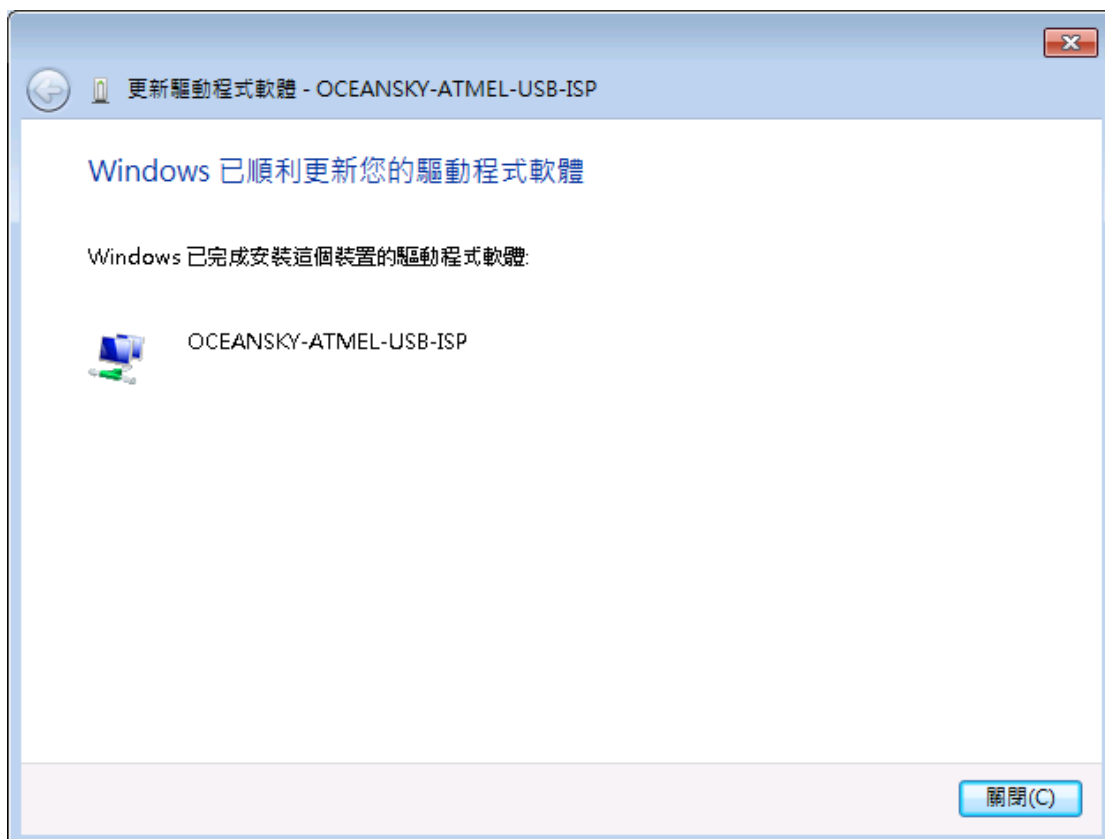 更新驅動程式軟體 - OCEANSKY-ATMEL-USB-ISP
Windows 已順利更新您的驅動程式軟體
Windows 已完成安裝這個裝置的驅動程式軟體:
OCEANSKY-ATMEL-USB-ISP
關閉(C)